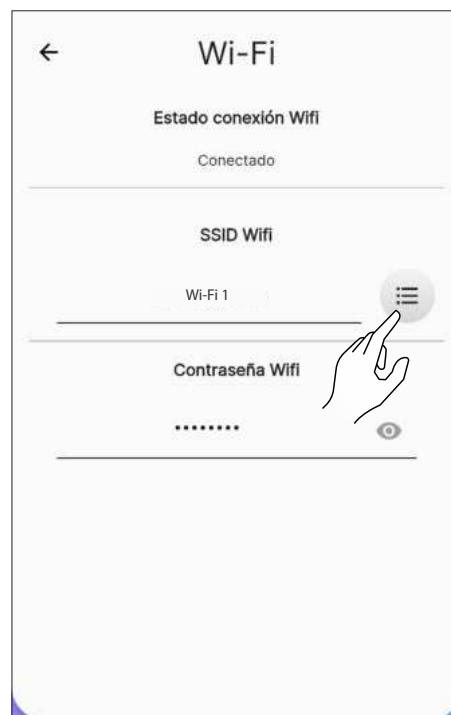 Wi-Fi
Estado conexión Wifi
Conectado
SSID Wifi
Wi-Fi 1
Contraseña Wifi
••••••••